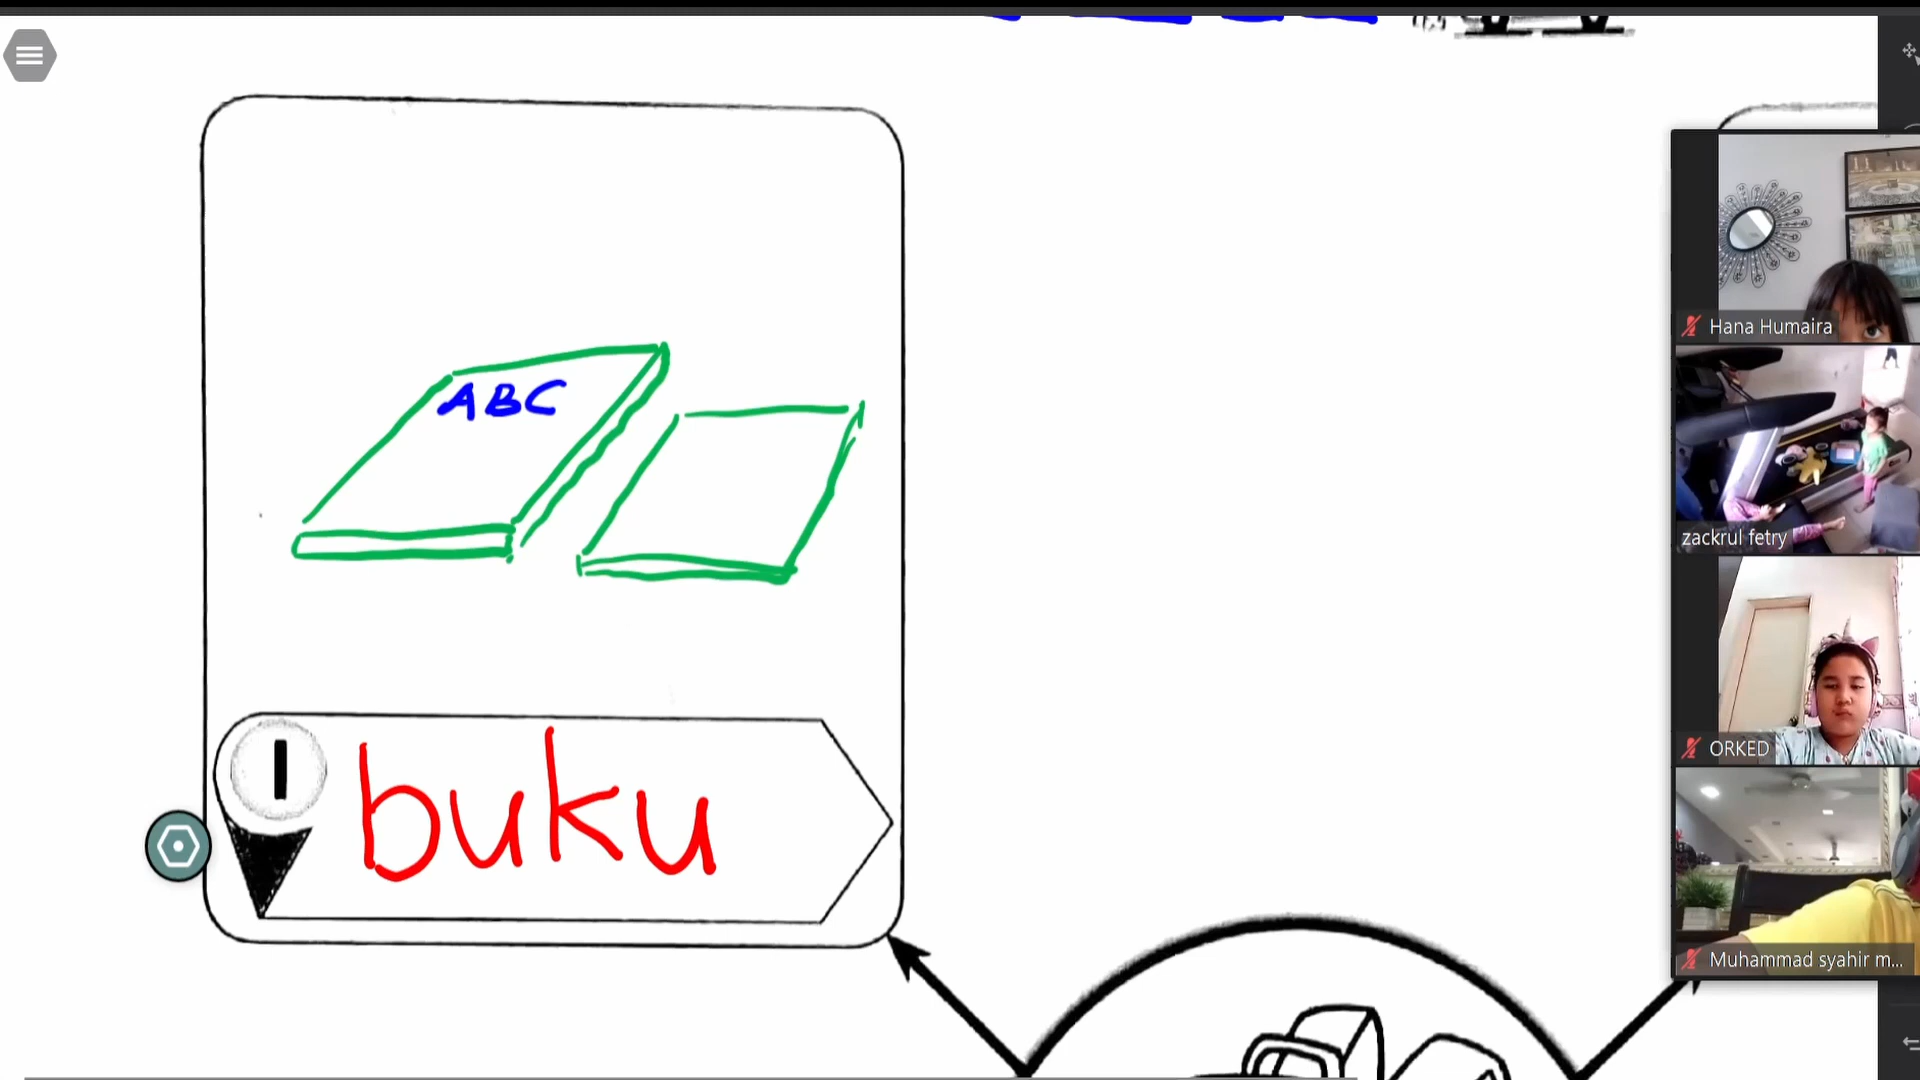 ABC
1 buku
Hana Humaira
zackrul fetry
ORKED
Muhammad syahir m...